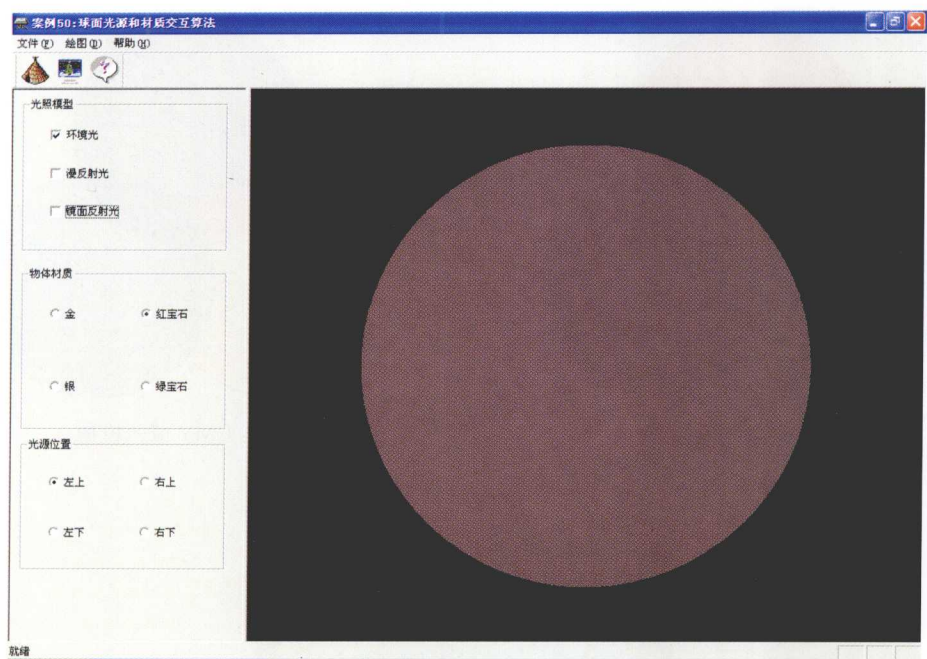 案例50:球面光源和材质交互算法
文件(F) 绘图(D) 帮助(H)
光照模型
环境光
漫反射光
镜面反射光
物体材质
金 红宝石
银 绿宝石
光源位置
左上 右上
左下 右下
就绪